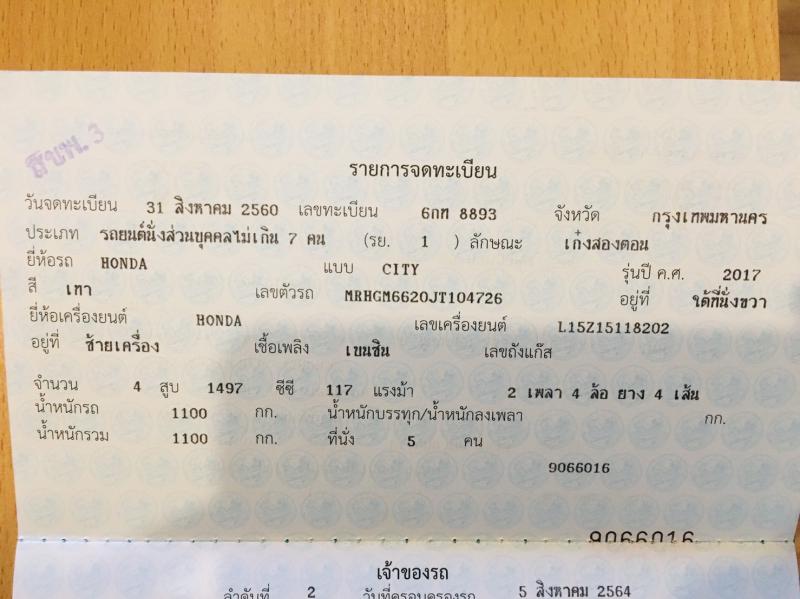 สบพ. 3
รายการจดทะเบียน
วันจดทะเบียน 31 สิงหาคม 2560 เลขทะเบียน 6กท 8893 จังหวัด กรุงเทพมหานคร
ประเภท รถยนต์นั่งส่วนบุคคลไม่เกิน 7 คน (รย. 1 ) ลักษณะ เก๋งสองตอน
ยี่ห้อรถ HONDA แบบ CITY รุ่นปี ค.ศ. 2017
สี เทา เลขตัวรถ MRHGM6620JT104726 อยู่ที่ ใต้ที่นั่งขวา
ยี่ห้อเครื่องยนต์ HONDA เลขเครื่องยนต์ L15Z15118202
อยู่ที่ ซ้ายเครื่อง เชื้อเพลิง เบนซิน เลขถังแก๊ส
จำนวน 4 สูบ 1497 ซีซี 117 แรงม้า 2 เพลา 4 ล้อ ยาง 4 เส้น
น้ำหนักรถ 1100 กก. น้ำหนักบรรทุก/น้ำหนักลงเพลา กก.
น้ำหนักรวม 1100 กก. ที่นั่ง 5 คน
9066016
9066016
เจ้าของรถ
ลำดับที่ 2 วันที่ครอบครองรถ 5 สิงหาคม 2564